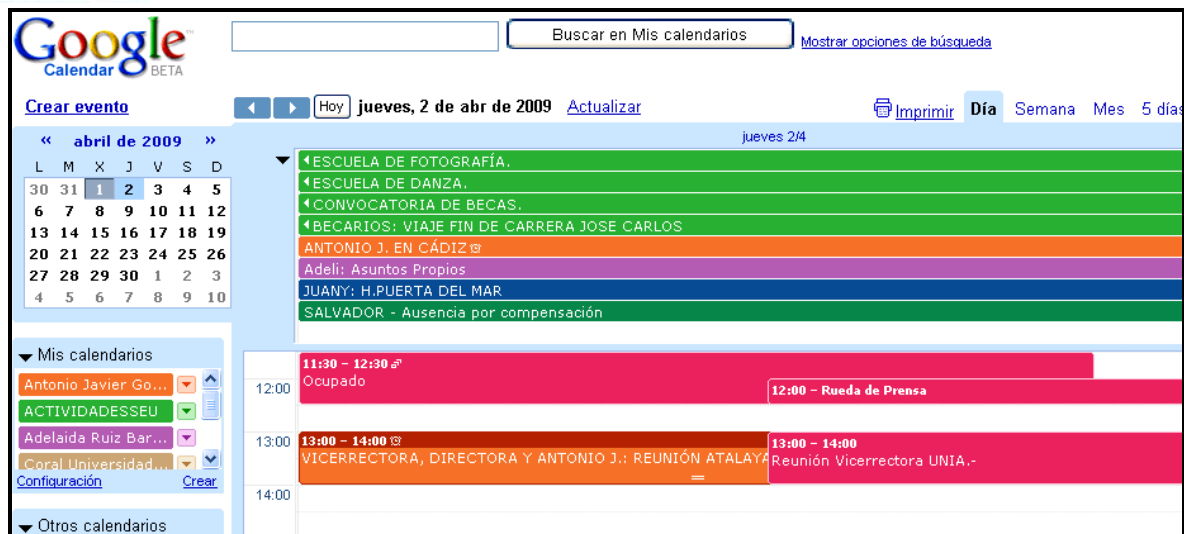 Google™
Calendar BETA
Buscar en Mis calendarios
Mostrar opciones de búsqueda
Crear evento
Hoy jueves, 2 de abr de 2009 Actualizar Imprimir Día Semana Mes 5 días
« abril de 2009 »
L M X J V S D
30 31 1 2 3 4 5
6 7 8 9 10 11 12
13 14 15 16 17 18 19
20 21 22 23 24 25 26
27 28 29 30 1 2 3
4 5 6 7 8 9 10
Mis calendarios
Antonio Javier Go...
ACTIVIDADESSEU
Adelaida Ruiz Bar...
Coral Universidad...
Configuración Crear
Otros calendarios
jueves 2/4
ESCUELA DE FOTOGRAFÍA.
ESCUELA DE DANZA.
CONVOCATORIA DE BECAS.
BECARIOS: VIAJE FIN DE CARRERA JOSE CARLOS
ANTONIO J. EN CÁDIZ
Adeli: Asuntos Propios
JUANY: H.PUERTA DEL MAR
SALVADOR - Ausencia por compensación
11:30 – 12:30
Ocupado
12:00
12:00 – Rueda de Prensa
13:00
13:00 – 14:00
VICERRECTORA, DIRECTORA Y ANTONIO J.: REUNIÓN ATALAYA
13:00 – 14:00
Reunión Vicerrectora UNIA.-
14:00